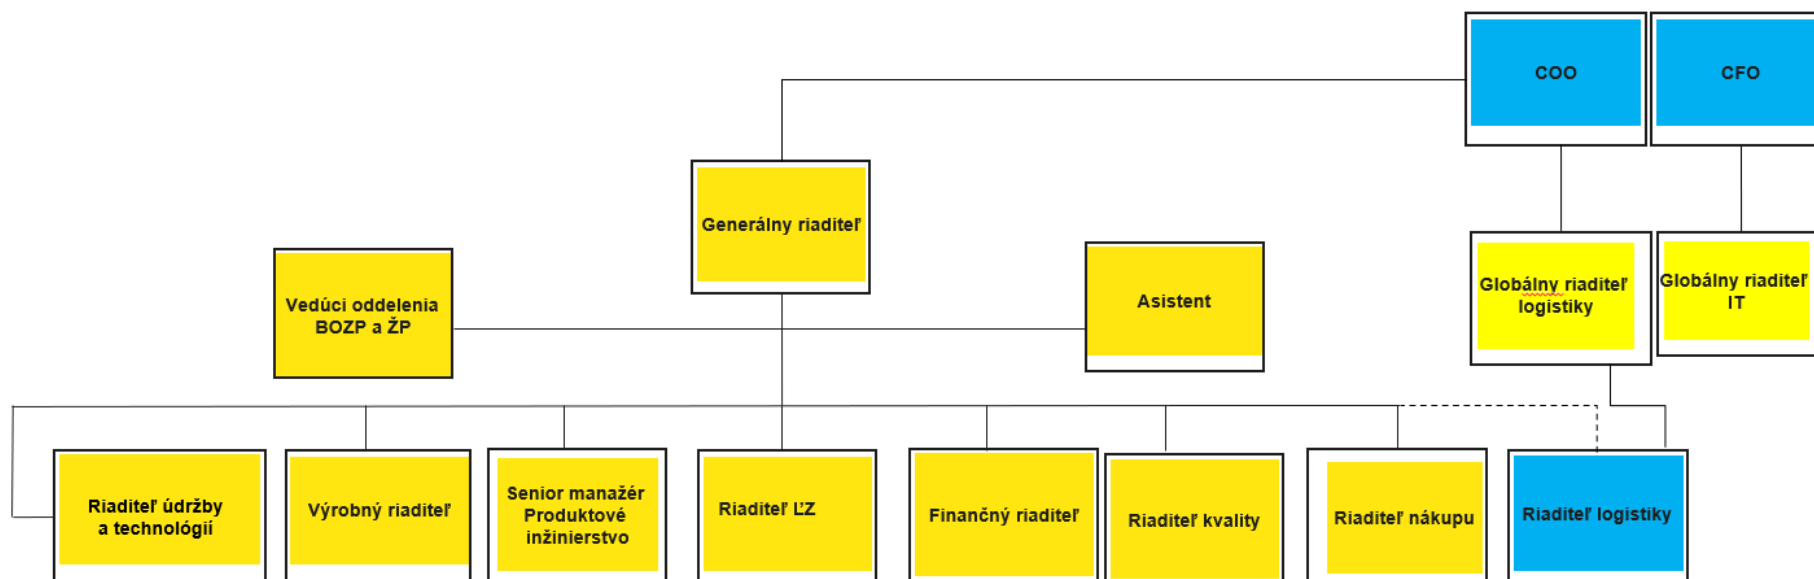 COO
CFO
Generálny riaditeľ
Vedúci oddelenia
BOZP a ŽP
Asistent
Globálny riaditeľ
logistiky
Globálny riaditeľ
IT
Riaditeľ údržby
a technológií
Výrobný riaditeľ
Senior manažér
Produktové
inžinierstvo
Riaditeľ ĽZ
Finančný riaditeľ
Riaditeľ kvality
Riaditeľ nákupu
Riaditeľ logistiky